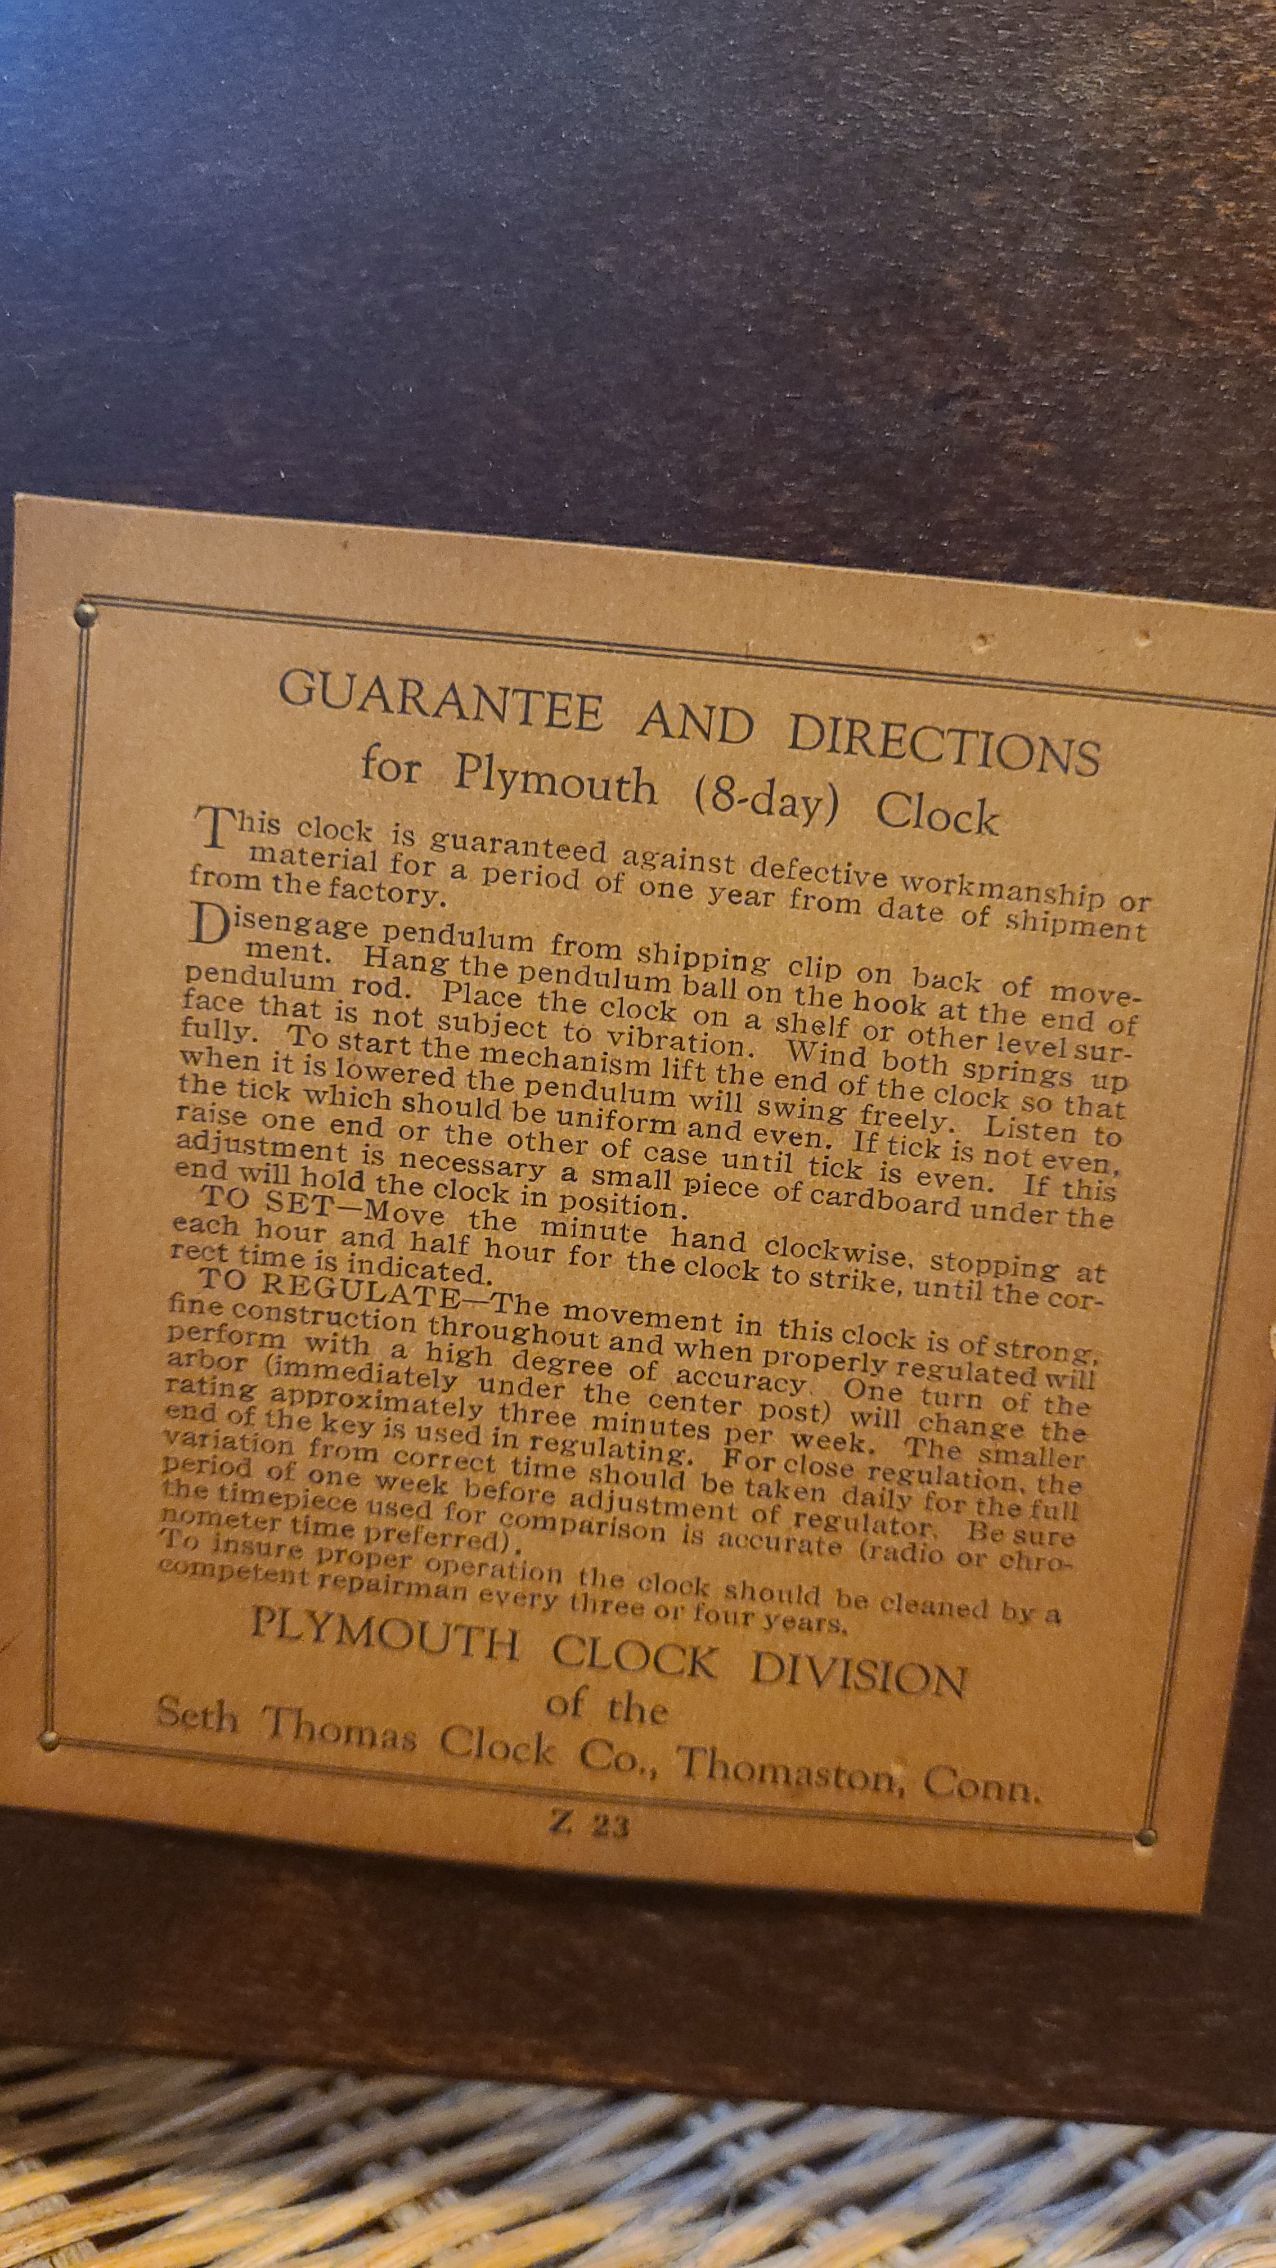 GUARANTEE AND DIRECTIONS
for Plymouth (8-day) Clock
This clock is guaranteed against defective workmanship or
material for a period of one year from date of shipment
from the factory.
Disengage pendulum from shipping clip on back of move-
ment. Hang the pendulum ball on the hook at the end of
pendulum rod. Place the clock on a shelf or other level sur-
face that is not subject to vibration. Wind both springs up
fully. To start the mechanism lift the end of the clock so that
when it is lowered the pendulum will swing freely. Listen to
the tick which should be uniform and even. If tick is not even,
raise one end or the other of case until tick is even. If this
adjustment is necessary a small piece of cardboard under the
end will hold the clock in position.
TO SET—Move the minute hand clockwise, stopping at
each hour and half hour for the clock to strike, until the cor-
rect time is indicated.
TO REGULATE—The movement in this clock is of strong,
fine construction throughout and when properly regulated will
perform with a high degree of accuracy. One turn of the
arbor (immediately under the center post) will change the
rating approximately three minutes per week. The smaller
end of the key is used in regulating. For close regulation, the
variation from correct time should be taken daily for the full
period of one week before adjustment of regulator. Be sure
the timepiece used for comparison is accurate (radio or chro-
nometer time preferred).
To insure proper operation the clock should be cleaned by a
competent repairman every three or four years.
PLYMOUTH CLOCK DIVISION
of the
Seth Thomas Clock Co., Thomaston, Conn.
Z 23